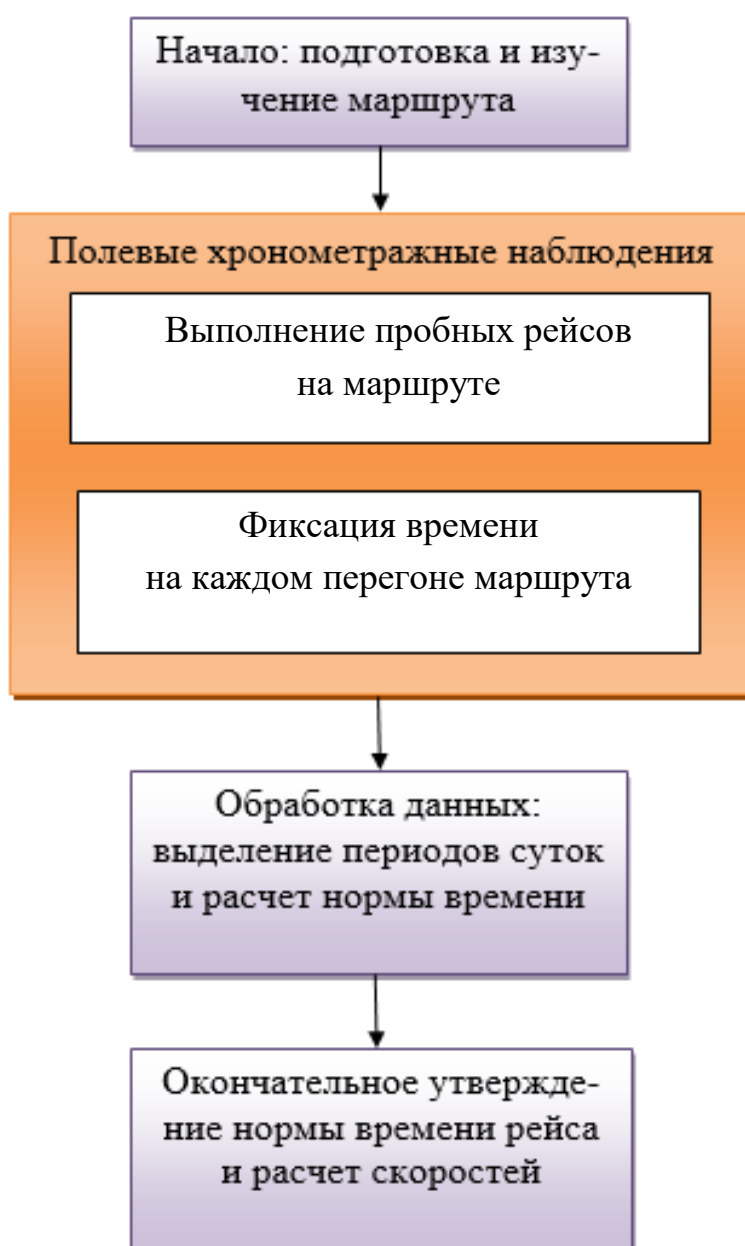 Начало: подготовка и изу-
чение маршрута
Полевые хронометражные наблюдения
Выполнение пробных рейсов
на маршруте
Фиксация времени
на каждом перегоне маршрута
Обработка данных:
выделение периодов суток
и расчет нормы времени
Окончательное утвержде-
ние нормы времени рейса
и расчет скоростей